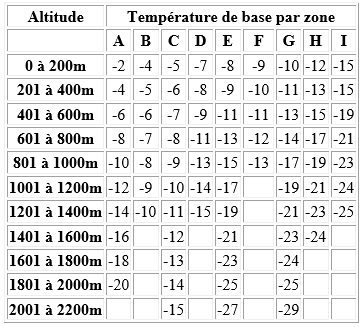 Altitude Température de base par zone
A B C D E F G H I
0 à 200m -2 -4 -5 -7 -8 -9 -10 -12 -15
201 à 400m -4 -5 -6 -8 -9 -10 -11 -13 -15
401 à 600m -6 -6 -7 -9 -11 -11 -13 -15 -19
601 à 800m -8 -7 -8 -11 -13 -12 -14 -17 -21
801 à 1000m -10 -8 -9 -13 -15 -13 -17 -19 -23
1001 à 1200m -12 -9 -10 -14 -17 -19 -21 -24
1201 à 1400m -14 -10 -11 -15 -19 -21 -23 -25
1401 à 1600m -16 -12 -21 -23 -24
1601 à 1800m -18 -13 -23 -24
1801 à 2000m -20 -14 -25 -25
2001 à 2200m -15 -27 -29